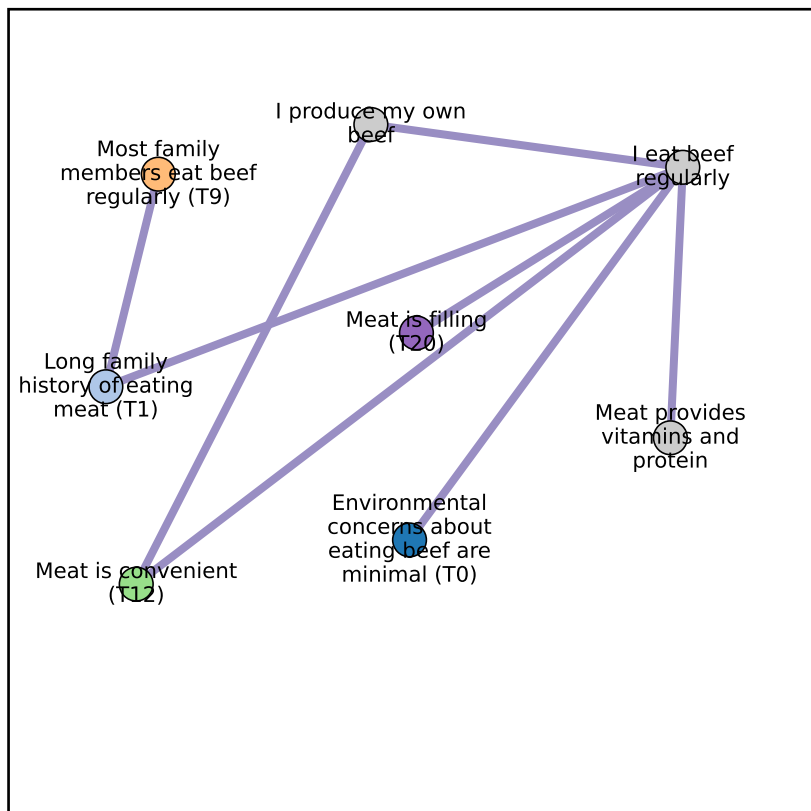 I produce my own
beef
Most family
members eat beef
regularly (T9)
I eat beef
regularly
Meat is filling
(T20)
Long family
history of eating
meat (T1)
Meat provides
vitamins and
protein
Environmental
concerns about
eating beef are
minimal (T0)
Meat is convenient
(T12)